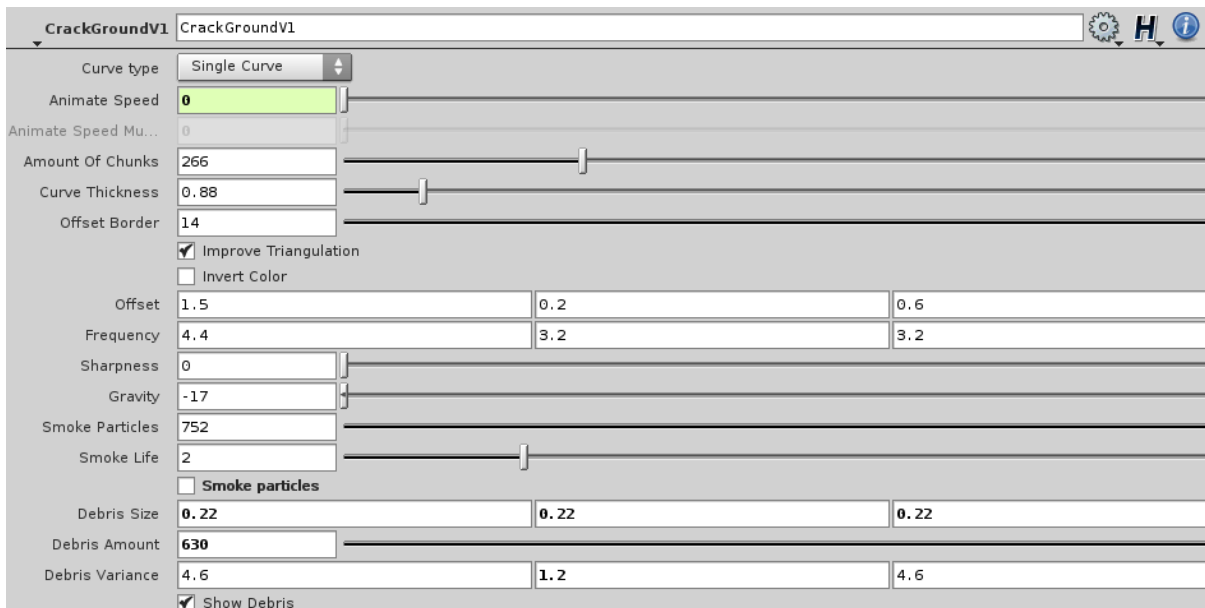 CrackGroundV1 CrackGroundV1
Curve type Single Curve
Animate Speed 0
Animate Speed Mu... 0
Amount Of Chunks 266
Curve Thickness 0.88
Offset Border 14
Improve Triangulation
Invert Color
Offset 1.5 0.2 0.6
Frequency 4.4 3.2 3.2
Sharpness 0
Gravity -17
Smoke Particles 752
Smoke Life 2
Smoke particles
Debris Size 0.22 0.22 0.22
Debris Amount 630
Debris Variance 4.6 1.2 4.6
Show Debris